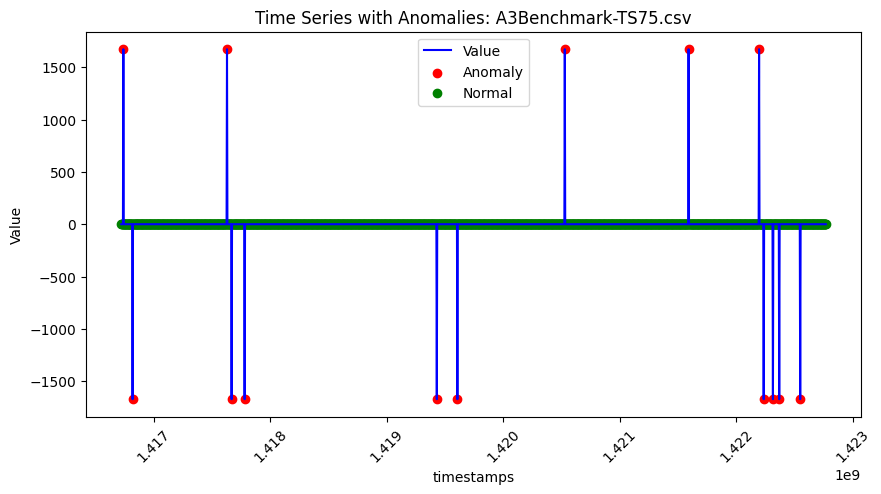 Time Series with Anomalies: A3Benchmark-TS75.csv
Value
Anomaly
Normal
Value
1500
1000
500
0
−500
−1000
−1500
1.417
1.418
1.419
1.420
1.421
1.422
1.423
1e9
timestamps